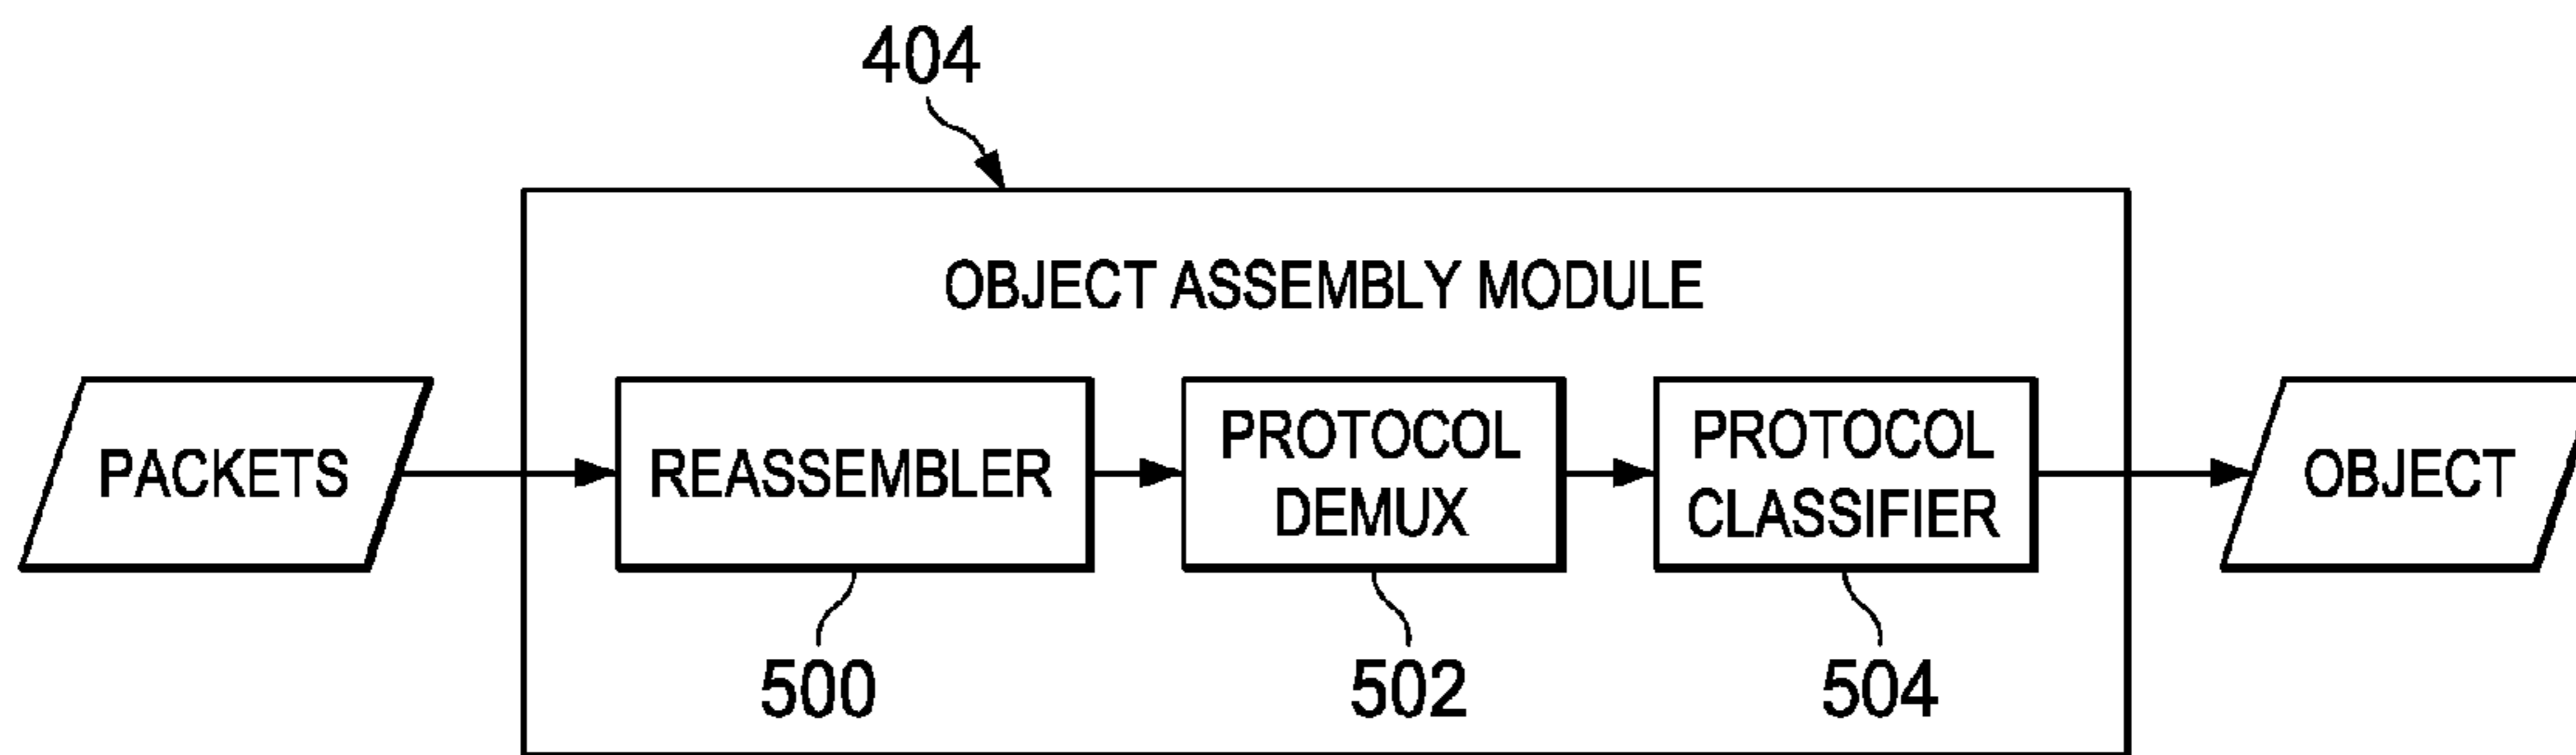 404
OBJECT ASSEMBLY MODULE
PACKETS
REASSEMBLER
PROTOCOL
DEMUX
PROTOCOL
CLASSIFIER
OBJECT
500
502
504